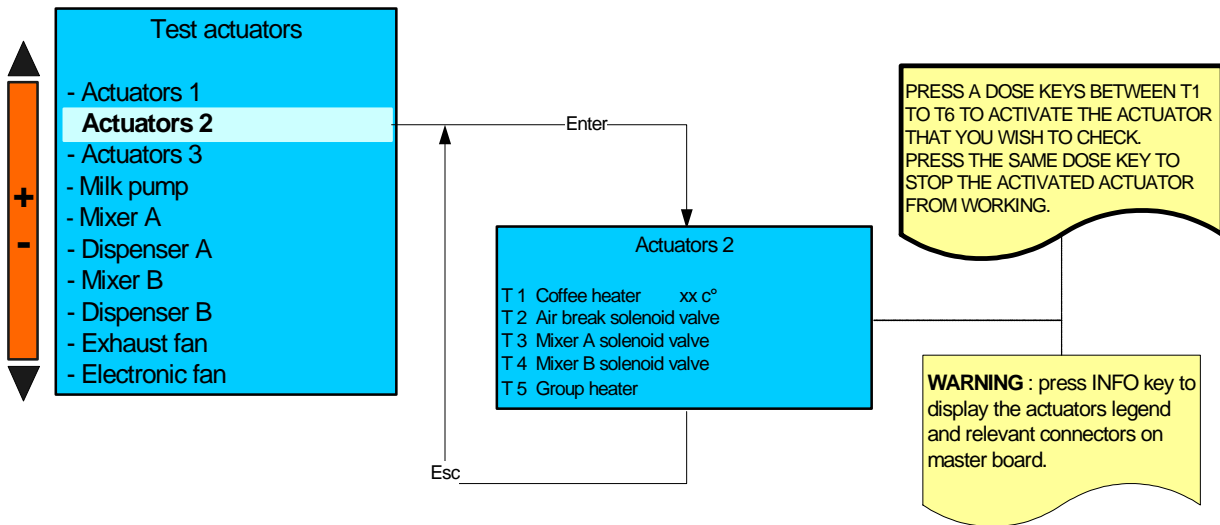 Test actuators
- Actuators 1
Actuators 2
- Actuators 3
- Milk pump
- Mixer A
- Dispenser A
- Mixer B
- Dispenser B
- Exhaust fan
- Electronic fan
+
-
Enter
Esc
Actuators 2
T 1 Coffee heater xx c°
T 2 Air break solenoid valve
T 3 Mixer A solenoid valve
T 4 Mixer B solenoid valve
T 5 Group heater
PRESS A DOSE KEYS BETWEEN T1
TO T6 TO ACTIVATE THE ACTUATOR
THAT YOU WISH TO CHECK.
PRESS THE SAME DOSE KEY TO
STOP THE ACTIVATED ACTUATOR
FROM WORKING.
WARNING : press INFO key to
display the actuators legend
and relevant connectors on
master board.